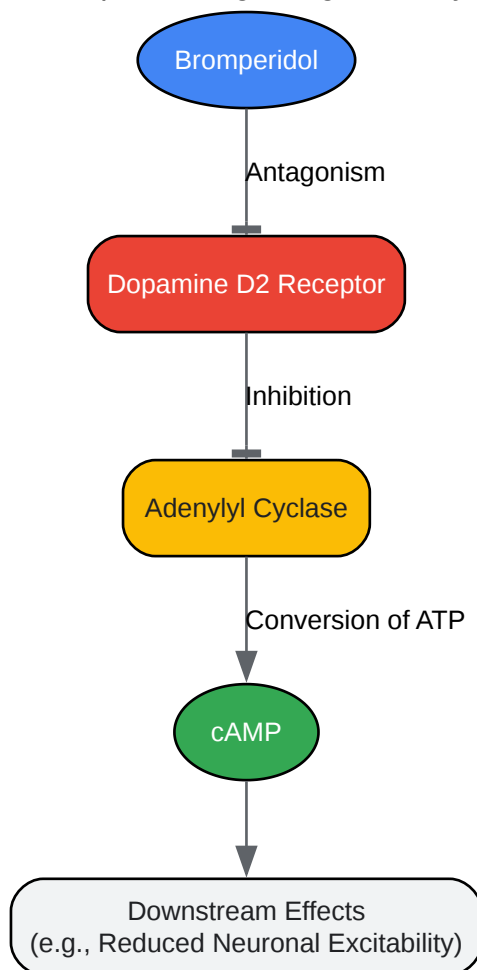 Bromperidol
Antagonism
Dopamine D2 Receptor
Inhibition
Adenylyl Cyclase
Conversion of ATP
cAMP
Downstream Effects
(e.g., Reduced Neuronal Excitability)